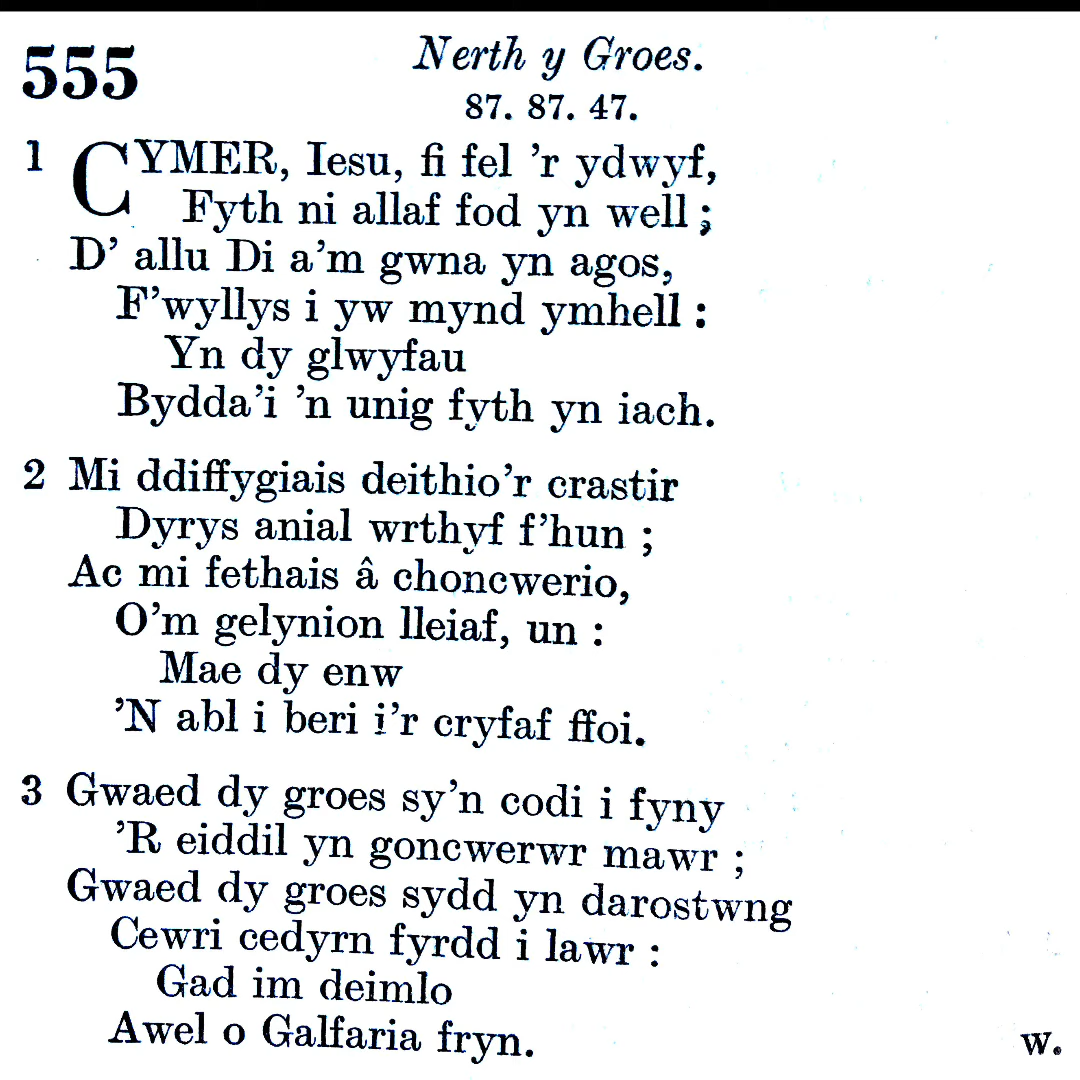 555
Nerth y Groes.
87. 87. 47.
1 CYMER, Iesu, fi fel 'r ydwyf,
Fyth ni allaf fod yn well ;
D' allu Di a'm gwna yn agos,
F'wyllys i yw mynd ymhell :
Yn dy glwyfau
Bydda'i 'n unig fyth yn iach.
2 Mi ddiffygiais deithio'r crastir
Dyrys anial wrthyf f'hun ;
Ac mi fethais â choncwerio,
O'm gelynion lleiaf, un :
Mae dy enw
'N abl i beri i'r cryfaf ffoi.
3 Gwaed dy groes sy'n codi i fyny
'R eiddil yn goncwerwr mawr ;
Gwaed dy groes sydd yn darostwng
Cewri cedyrn fyrdd i lawr :
Gad im deimlo
Awel o Galfaria fryn.
W.